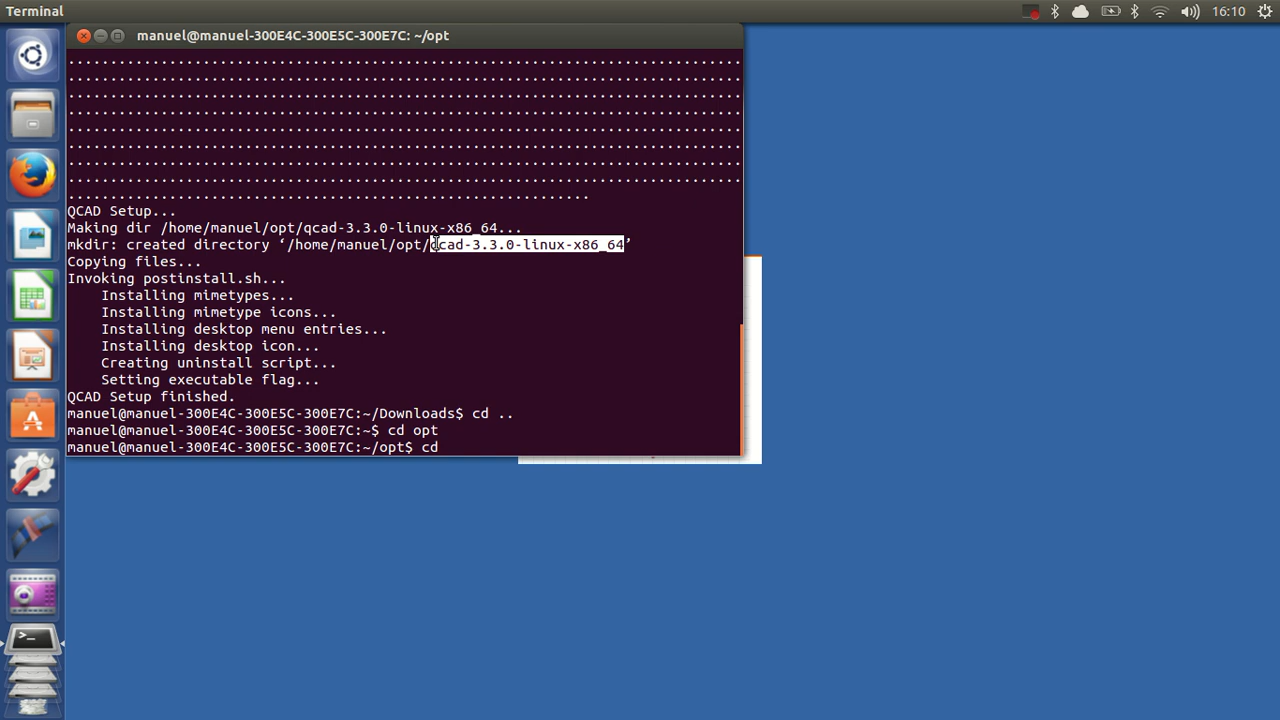 Terminal
16:10
manuel@manuel-300E4C-300E5C-300E7C: ~/opt
.................................................................................
.................................................................................
.................................................................................
.................................................................................
.................................................................................
.................................................................................
.................................................................................
.................................................................................
..............................................................
QCAD Setup...
Making dir /home/manuel/opt/qcad-3.3.0-linux-x86_64...
mkdir: created directory ‘/home/manuel/opt/qcad-3.3.0-linux-x86_64’
Copying files...
Invoking postinstall.sh...
    Installing mimetypes...
    Installing mimetype icons...
    Installing desktop menu entries...
    Installing desktop icon...
    Creating uninstall script...
    Setting executable flag...
QCAD Setup finished.
manuel@manuel-300E4C-300E5C-300E7C:~/Downloads$ cd ..
manuel@manuel-300E4C-300E5C-300E7C:~$ cd opt
manuel@manuel-300E4C-300E5C-300E7C:~/opt$ cd